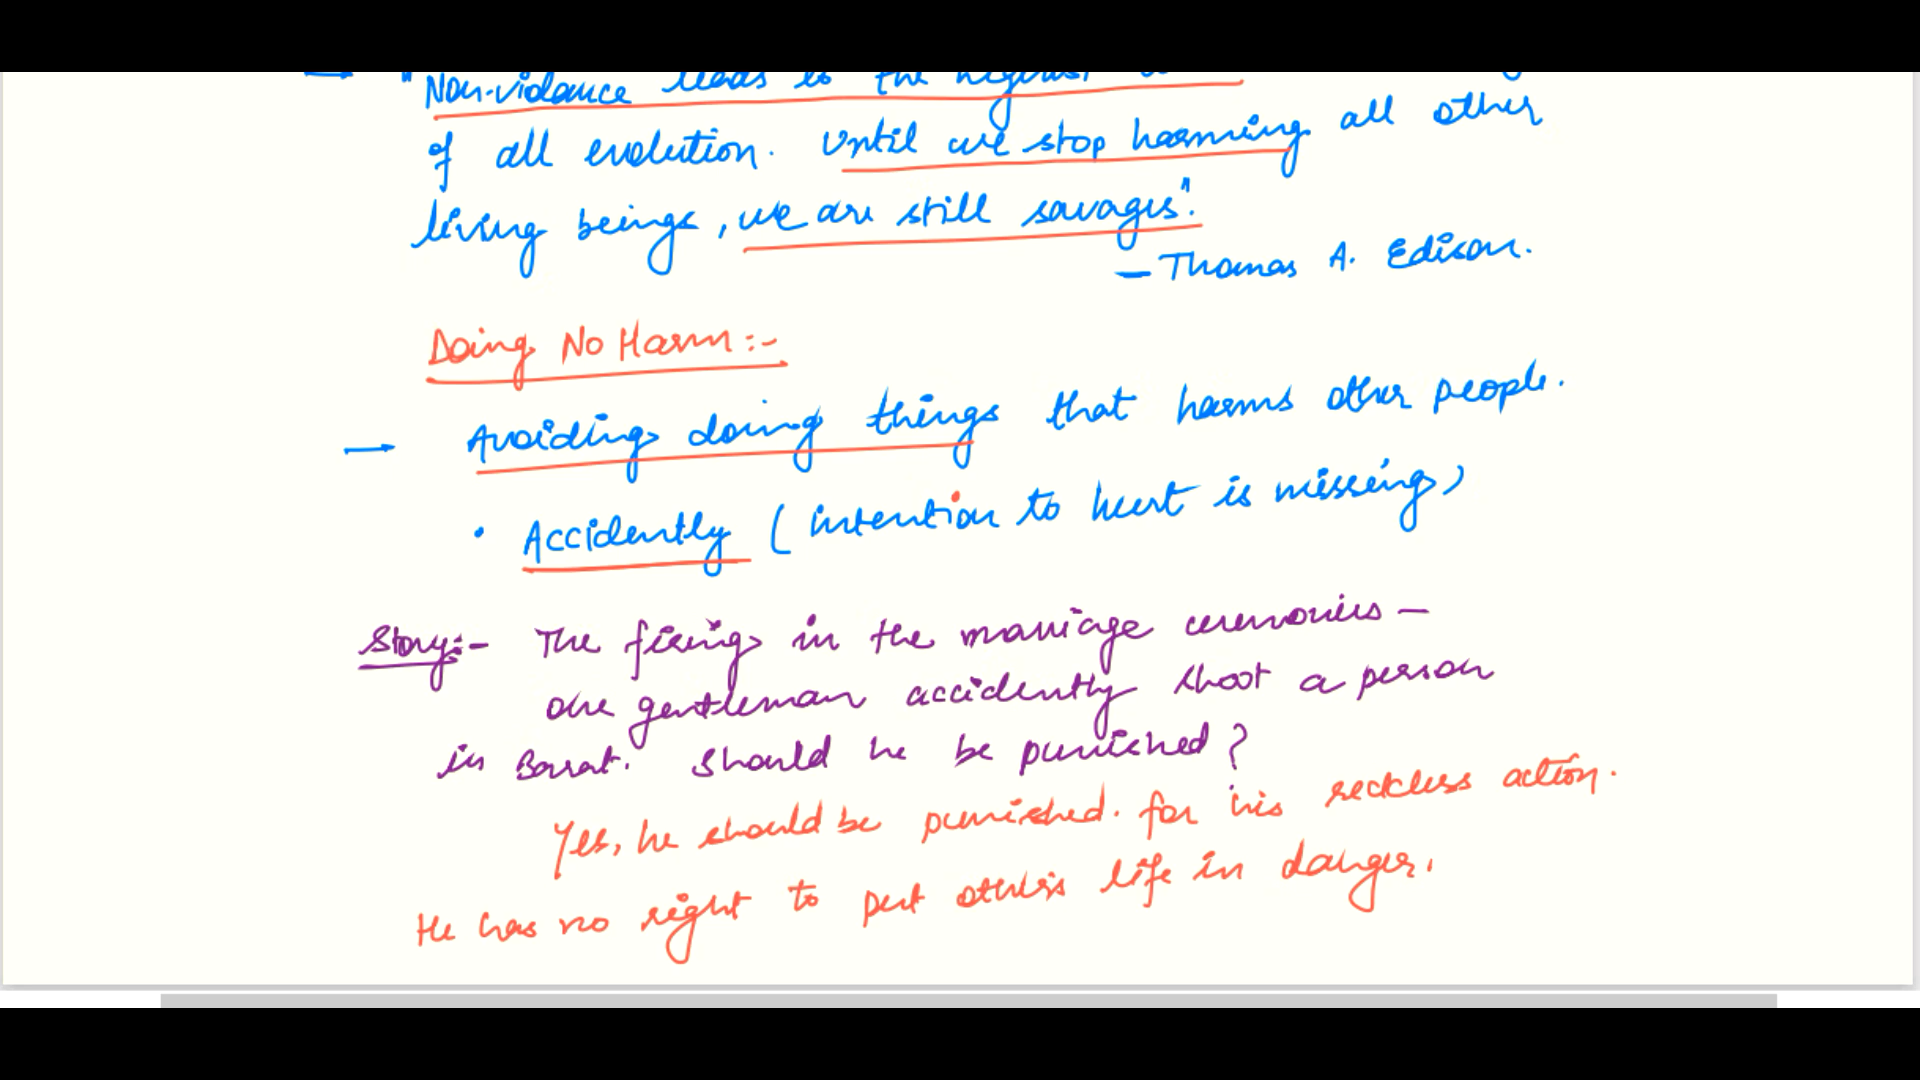 → "Non-violance leads to the highest
of all evolution. Until we stop harming all other
living beings, we are still savages".
– Thomas A. Edison.
Doing No Harm:-
→ Avoiding doing things that harms other people.
• Accidently (intention to hurt is missing)
Story:- The firing in the marriage ceremonies –
one gentleman accidently shoot a person
in Barat. Should he be punished?
Yes, he should be punished. for his reckless action.
He has no right to put other's life in danger.